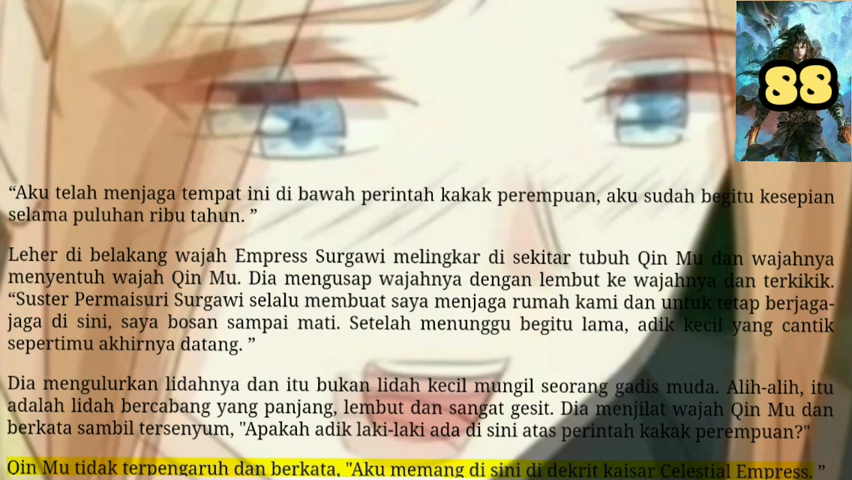 88
“Aku telah menjaga tempat ini di bawah perintah kakak perempuan, aku sudah begitu kesepian
selama puluhan ribu tahun. ”
Leher di belakang wajah Empress Surgawi melingkar di sekitar tubuh Qin Mu dan wajahnya
menyentuh wajah Qin Mu. Dia mengusap wajahnya dengan lembut ke wajahnya dan terkikik.
“Suster Permaisuri Surgawi selalu membuat saya menjaga rumah kami dan untuk tetap berjaga-
jaga di sini, saya bosan sampai mati. Setelah menunggu begitu lama, adik kecil yang cantik
sepertimu akhirnya datang. ”
Dia mengulurkan lidahnya dan itu bukan lidah kecil mungil seorang gadis muda. Alih-alih, itu
adalah lidah bercabang yang panjang, lembut dan sangat gesit. Dia menjilat wajah Qin Mu dan
berkata sambil tersenyum, "Apakah adik laki-laki ada di sini atas perintah kakak perempuan?"
Qin Mu tidak terpengaruh dan berkata, "Aku memang di sini di dekrit kaisar Celestial Empress. ”